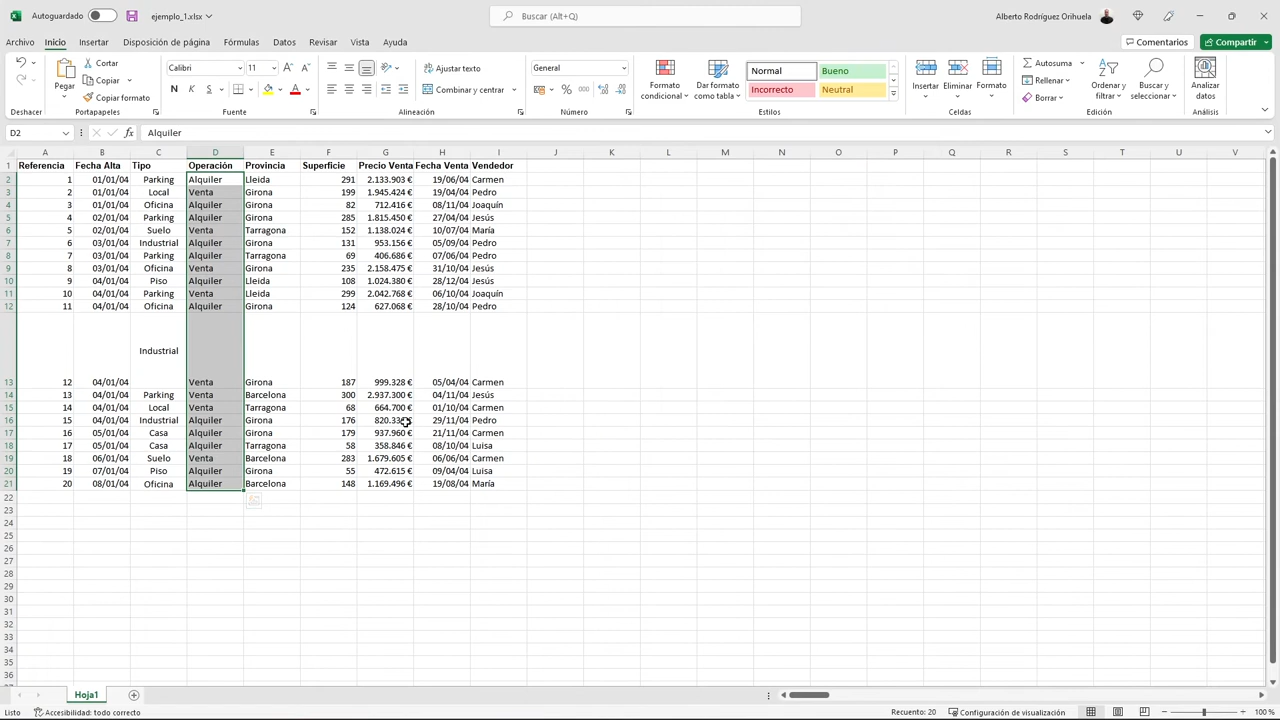 Autoguardado ejemplo_1.xlsx Buscar (Alt+Q) Alberto Rodríguez Orihuela
Archivo Inicio Insertar Disposición de página Fórmulas Datos Revisar Vista Ayuda Comentarios Compartir
Pegar Cortar Copiar Copiar formato Calibri 11 Ajustar texto Combinar y centrar General Formato condicional Dar formato como tabla Normal Bueno Incorrecto Neutral Insertar Eliminar Formato Autosuma Rellenar Borrar Ordenar y filtrar Buscar y seleccionar Analizar datos
Deshacer Portapapeles Fuente Alineación Número Estilos Celdas Edición Análisis
D2 Alquiler
A B C D E F G H I J K L M N O P Q R S T U V
1 Referencia Fecha Alta Tipo Operación Provincia Superficie Precio Venta Fecha Venta Vendedor
2 1 01/01/04 Parking Alquiler Lleida 291 2.133.903 € 19/06/04 Carmen
3 2 01/01/04 Local Venta Girona 199 1.945.424 € 19/04/04 Pedro
4 3 01/01/04 Oficina Alquiler Girona 82 712.416 € 08/11/04 Joaquín
5 4 02/01/04 Parking Alquiler Girona 285 1.815.450 € 27/04/04 Jesús
6 5 02/01/04 Suelo Venta Tarragona 152 1.138.024 € 10/07/04 María
7 6 03/01/04 Industrial Alquiler Girona 131 953.156 € 05/09/04 Pedro
8 7 03/01/04 Parking Alquiler Tarragona 69 406.686 € 07/06/04 Pedro
9 8 03/01/04 Oficina Venta Girona 235 2.158.475 € 31/10/04 Jesús
10 9 04/01/04 Piso Alquiler Lleida 108 1.024.380 € 28/12/04 Jesús
11 10 04/01/04 Parking Venta Lleida 299 2.042.768 € 06/10/04 Joaquín
12 11 04/01/04 Oficina Alquiler Girona 124 627.068 € 28/10/04 Pedro
13 12 04/01/04 Industrial Venta Girona 187 999.328 € 05/04/04 Carmen
14 13 04/01/04 Parking Venta Barcelona 300 2.937.300 € 04/11/04 Jesús
15 14 04/01/04 Local Venta Tarragona 68 664.700 € 01/10/04 Carmen
16 15 04/01/04 Industrial Alquiler Girona 176 29/11/04 Pedro
17 16 05/01/04 Casa Alquiler Girona 179 937.960 € 21/11/04 Carmen
18 17 05/01/04 Casa Alquiler Tarragona 58 358.846 € 08/10/04 Luisa
19 18 06/01/04 Suelo Venta Barcelona 283 1.679.605 € 06/06/04 Carmen
20 19 07/01/04 Piso Alquiler Girona 55 472.615 € 09/04/04 Luisa
21 20 08/01/04 Oficina Alquiler Barcelona 148 1.169.496 € 19/08/04 María
22
23
24
25
26
27
28
29
30
31
32
33
34
35
36
Hoja1
Listo Accesibilidad: todo correcto Recuento: 20 Configuración de visualización 100 %